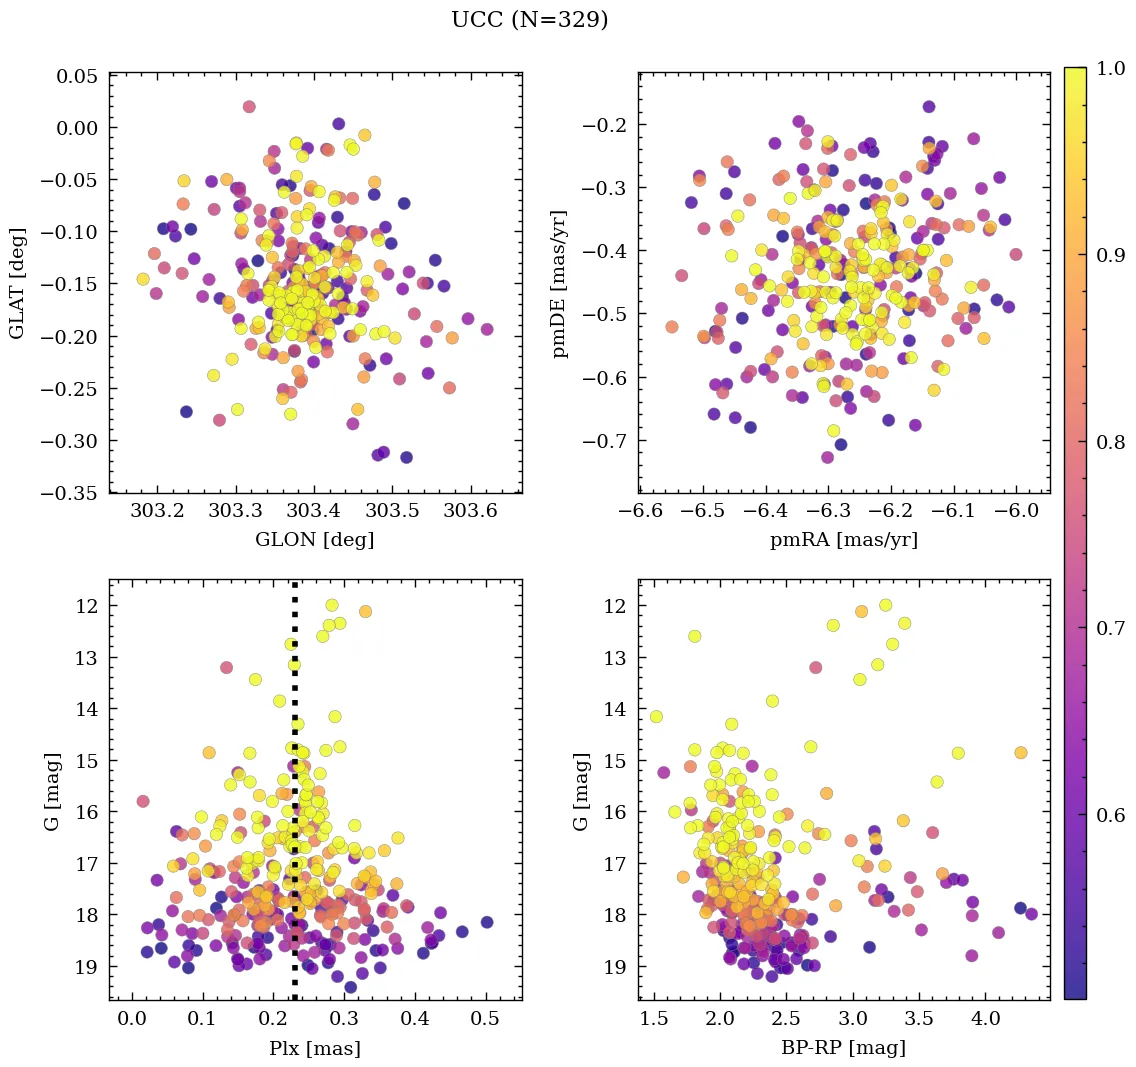 UCC (N=329)
0.05
0.00
−0.05
−0.10
−0.15
−0.20
−0.25
−0.30
−0.35
GLAT [deg]
303.2 303.3 303.4 303.5 303.6
GLON [deg]
−0.2
−0.3
−0.4
−0.5
−0.6
−0.7
pmDE [mas/yr]
−6.6 −6.5 −6.4 −6.3 −6.2 −6.1 −6.0
pmRA [mas/yr]
1.0
0.9
0.8
0.7
0.6
12
13
14
15
16
17
18
19
G [mag]
0.0 0.1 0.2 0.3 0.4 0.5
Plx [mas]
12
13
14
15
16
17
18
19
G [mag]
1.5 2.0 2.5 3.0 3.5 4.0
BP-RP [mag]